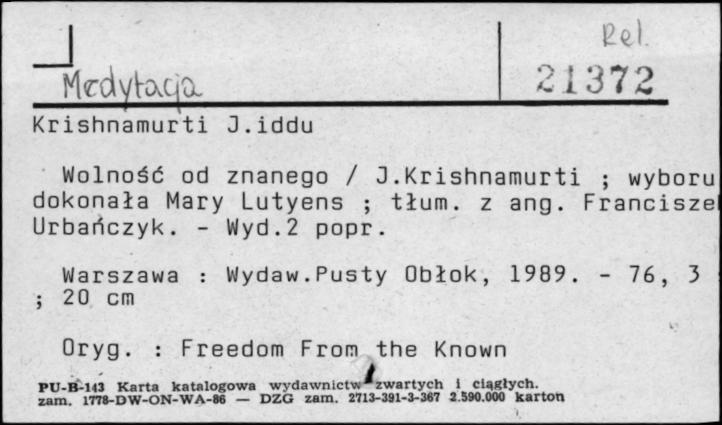 Rel.
Medytacja
21372
Krishnamurti J.iddu
Wolność od znanego / J.Krishnamurti ; wyboru
dokonała Mary Lutyens ; tłum. z ang. Francisze
Urbańczyk. - Wyd.2 popr.
Warszawa : Wydaw.Pusty Obłok, 1989. - 76, 3
; 20 cm
Oryg. : Freedom From the Known
PU-B-143 Karta katalogowa wydawnictw zwartych i ciągłych.
zam. 1778-DW-ON-WA-86 — DZG zam. 2713-391-3-367 2.590.000 karton